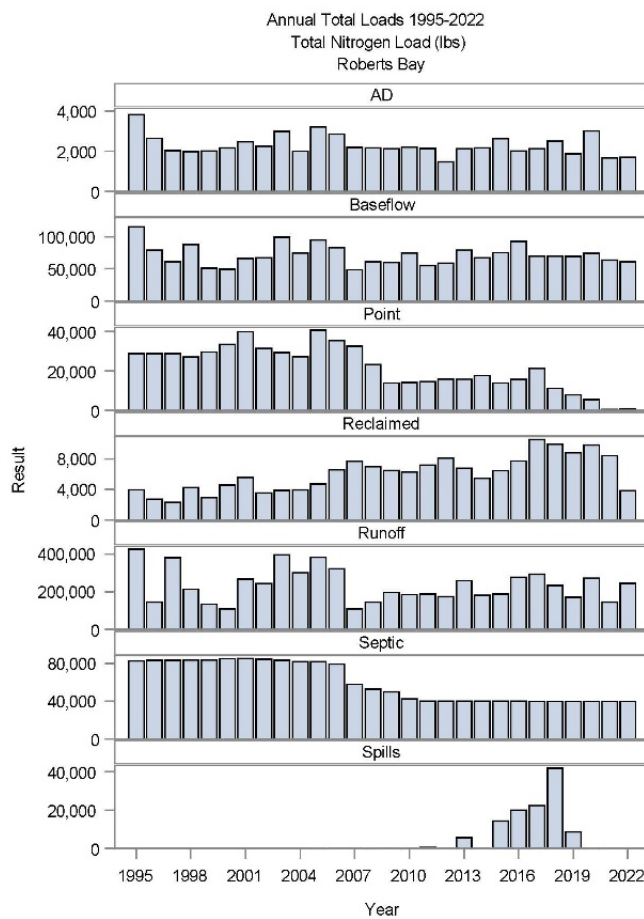 Annual Total Loads 1995-2022
Total Nitrogen Load (lbs)
Roberts Bay
AD
4,000
2,000
0
Baseflow
100,000
50,000
0
Point
40,000
20,000
0
Reclaimed
8,000
4,000
0
Runoff
400,000
200,000
0
Septic
80,000
40,000
0
Spills
40,000
20,000
0
Result
1995 1998 2001 2004 2007 2010 2013 2016 2019 2022
Year